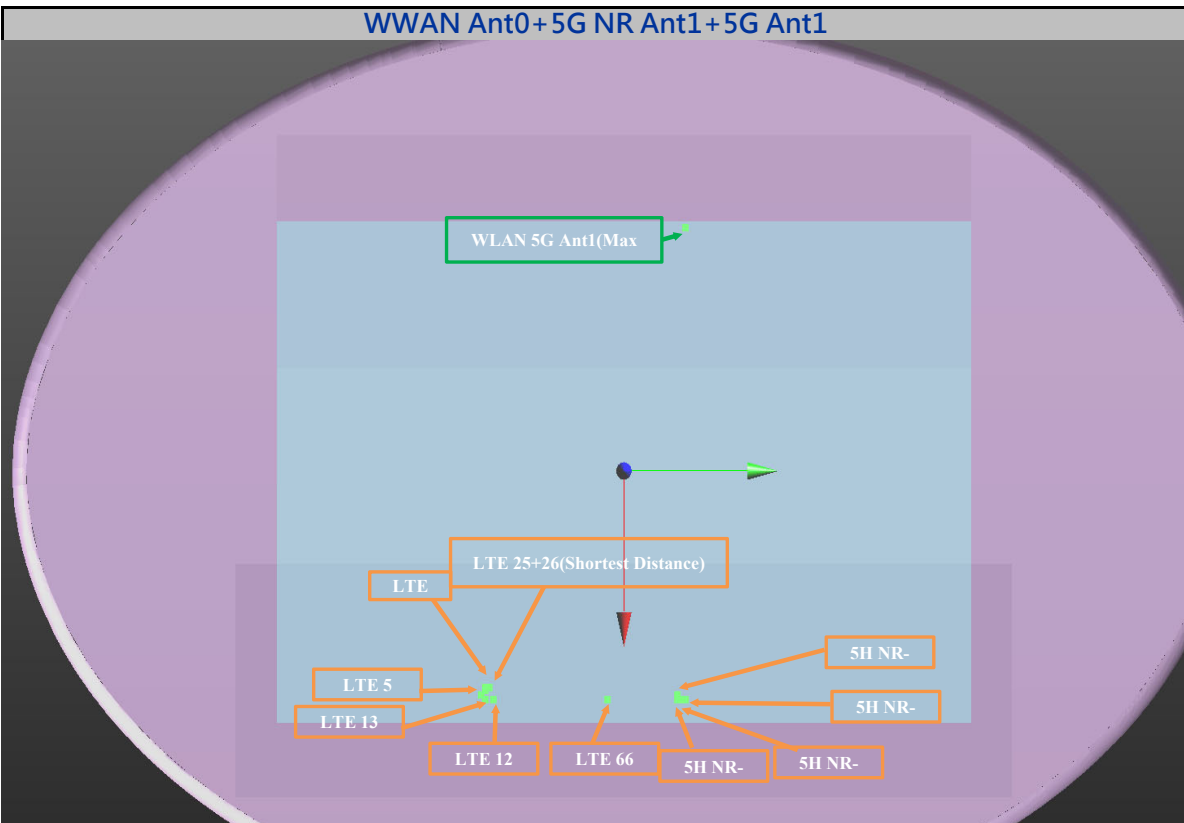 WWAN Ant0+5G NR Ant1+5G Ant1
WLAN 5G Ant1(Max
LTE 25+26(Shortest Distance)
LTE
5H NR-
LTE 5
5H NR-
LTE 13
LTE 12
LTE 66
5H NR-
5H NR-